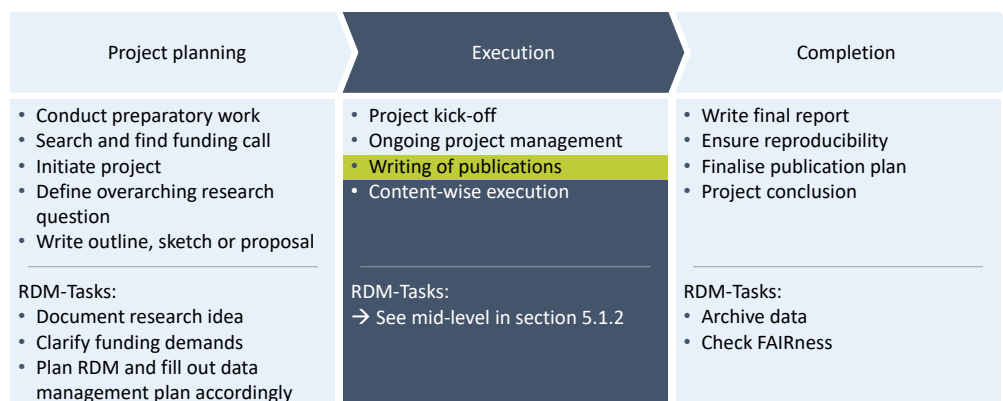 Project planning
Execution
Completion
• Conduct preparatory work
• Search and find funding call
• Initiate project
• Define overarching research
question
• Write outline, sketch or proposal
RDM-Tasks:
• Document research idea
• Clarify funding demands
• Plan RDM and fill out data
management plan accordingly
• Project kick-off
• Ongoing project management
• Writing of publications
• Content-wise execution
RDM-Tasks:
→ See mid-level in section 5.1.2
• Write final report
• Ensure reproducibility
• Finalise publication plan
• Project conclusion
RDM-Tasks:
• Archive data
• Check FAIRness